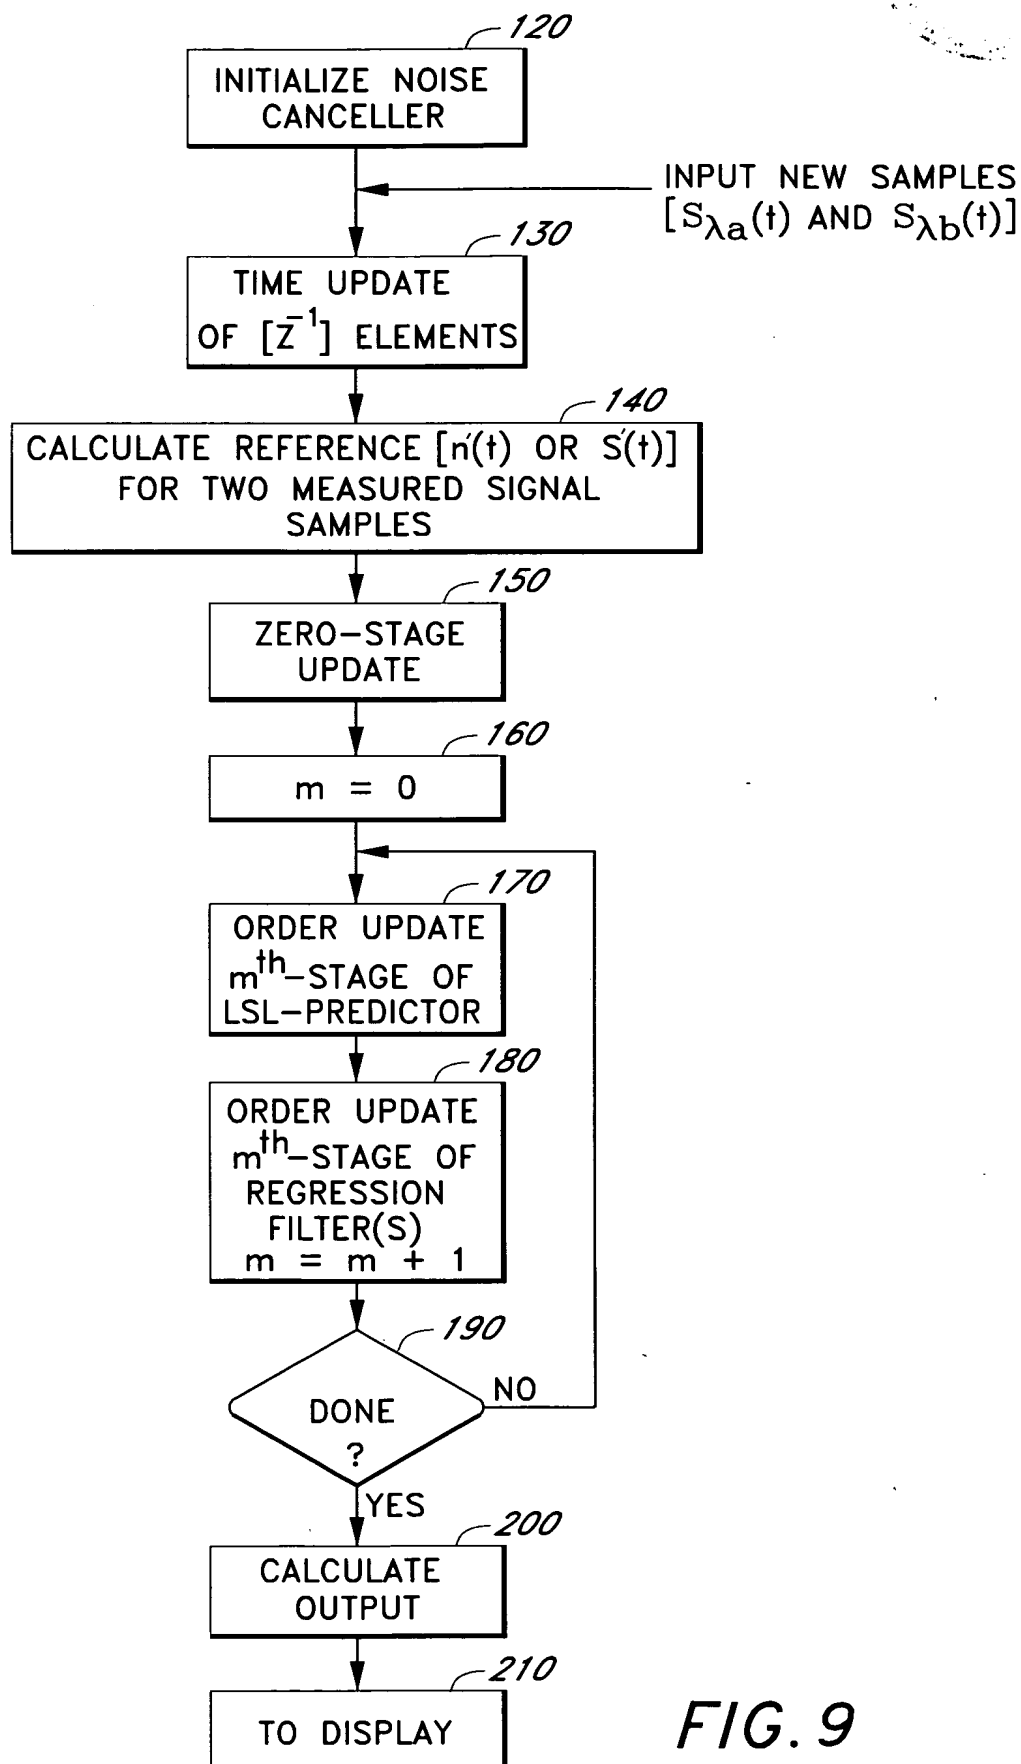 120
INITIALIZE NOISE
CANCELLER
INPUT NEW SAMPLES
[Sλa(t) AND Sλb(t)]
130
TIME UPDATE
OF [Z⁻¹] ELEMENTS
140
CALCULATE REFERENCE [n′(t) OR S′(t)]
FOR TWO MEASURED SIGNAL
SAMPLES
150
ZERO-STAGE
UPDATE
160
m = 0
170
ORDER UPDATE
mᵗʰ-STAGE OF
LSL-PREDICTOR
180
ORDER UPDATE
mᵗʰ-STAGE OF
REGRESSION
FILTER(S)
m = m + 1
190
DONE
?
NO
YES
200
CALCULATE
OUTPUT
210
TO DISPLAY
FIG. 9